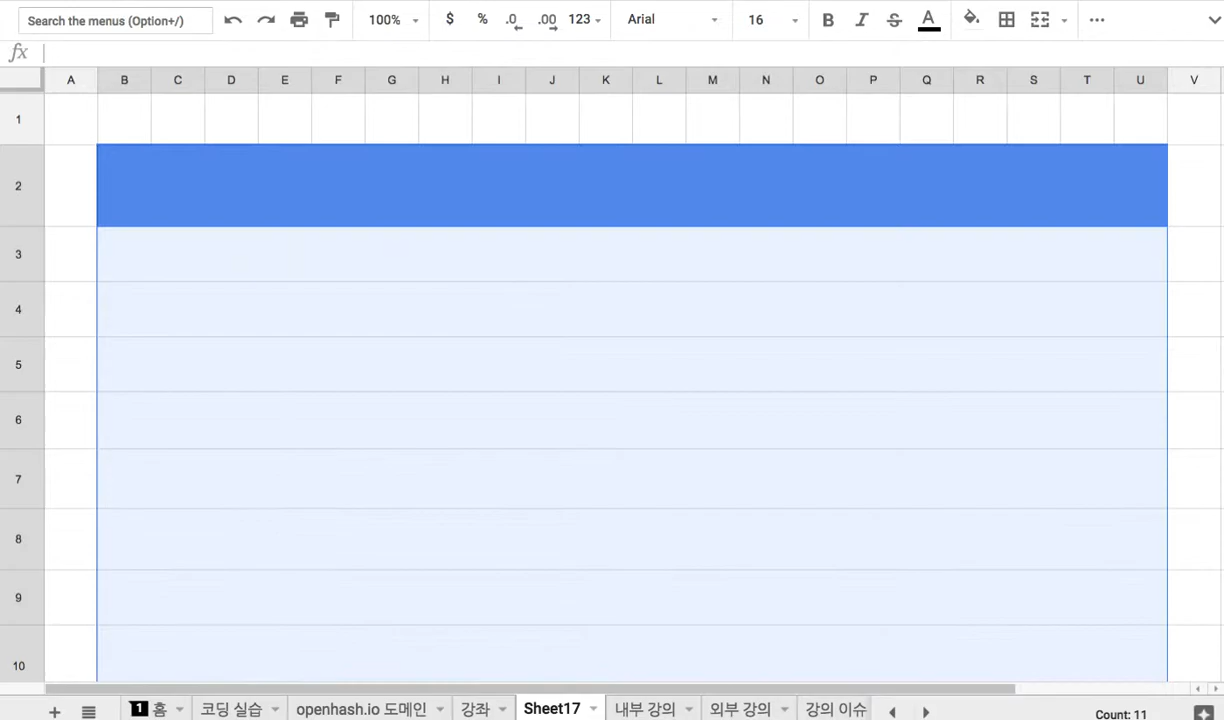 Search the menus (Option+/) 100% $ % .0 .00 123 Arial 16 B I S A
fx
A B C D E F G H I J K L M N O P Q R S T U V
1
2
3
4
5
6
7
8
9
10
1 홈 코딩 실습 openhash.io 도메인 강좌 Sheet17 내부 강의 외부 강의 강의 이슈 Count: 11